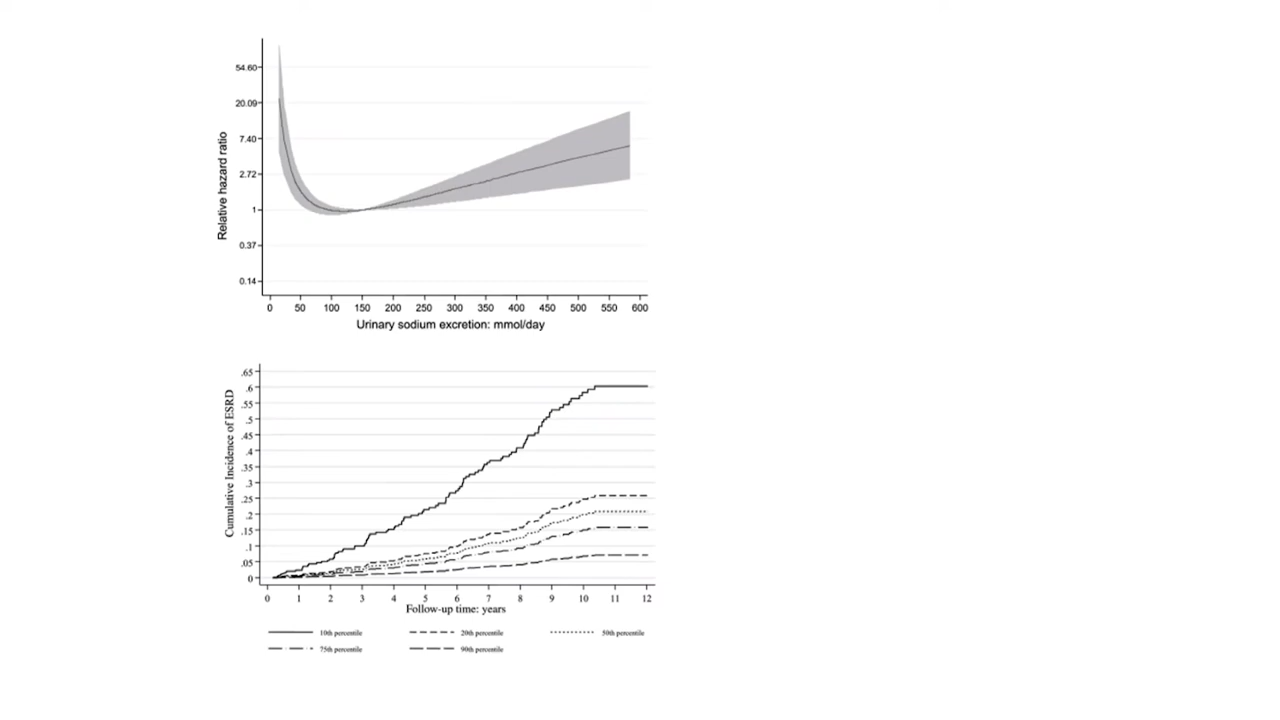 54.60
20.09
7.40
2.72
1
0.37
0.14
Relative hazard ratio
0 50 100 150 200 250 300 350 400 450 500 550 600
Urinary sodium excretion: mmol/day
.65
.6
.55
.5
.45
.4
.35
.3
.25
.2
.15
.1
.05
0
Cumulative Incidence of ESRD
0 1 2 3 4 5 6 7 8 9 10 11 12
Follow-up time: years
10th percentile 20th percentile 50th percentile
75th percentile 90th percentile